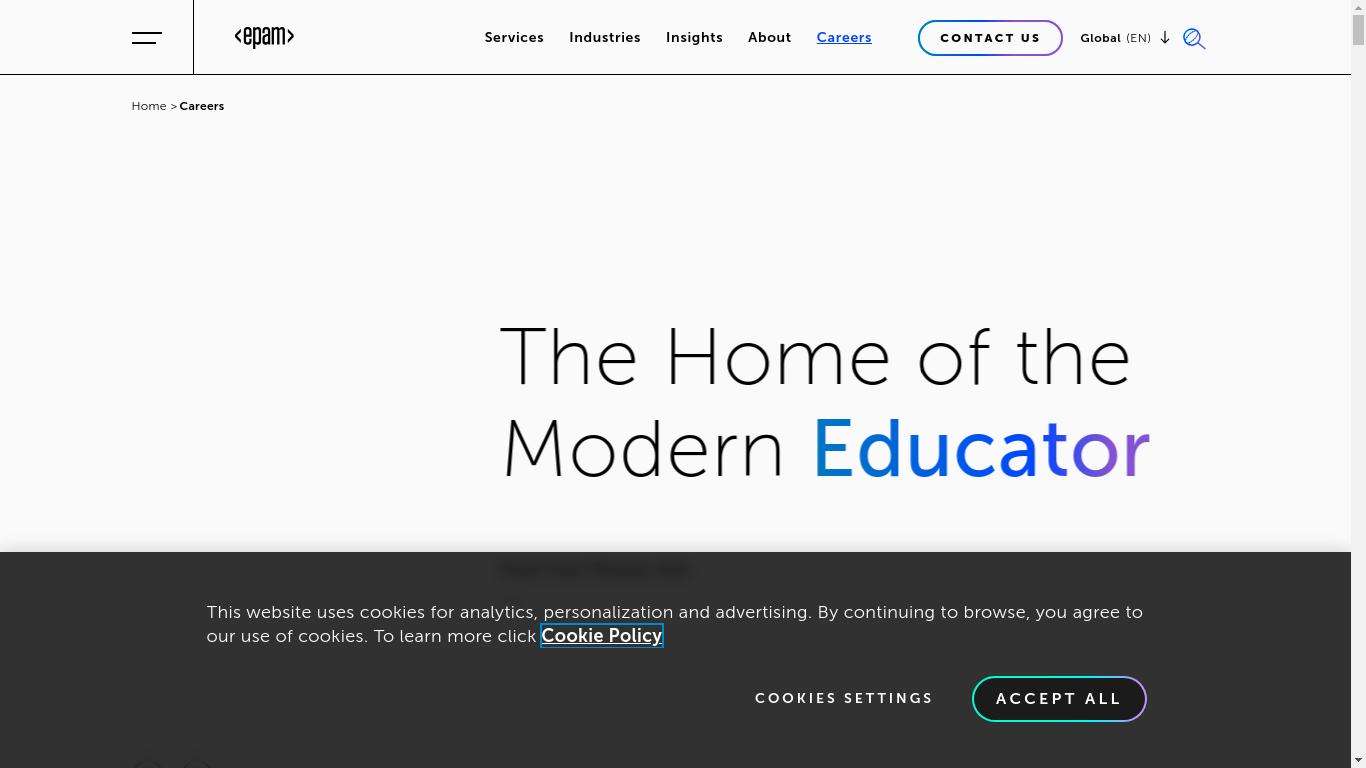 <epam>
Services Industries Insights About Careers CONTACT US Global (EN)
Home > Careers
The Home of the
Modern Educator
This website uses cookies for analytics, personalization and advertising. By continuing to browse, you agree to
our use of cookies. To learn more click Cookie Policy
COOKIES SETTINGS ACCEPT ALL